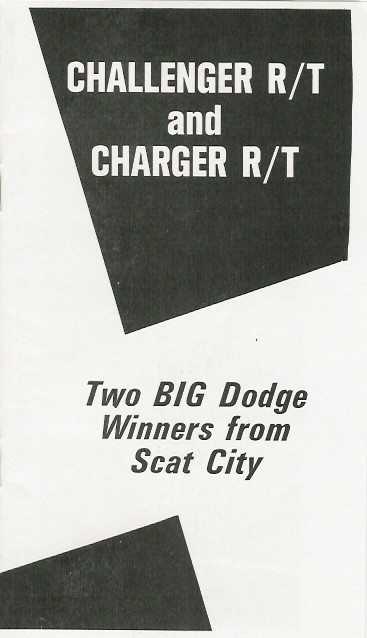 CHALLENGER R/T
and
CHARGER R/T
Two BIG Dodge
Winners from
Scat City